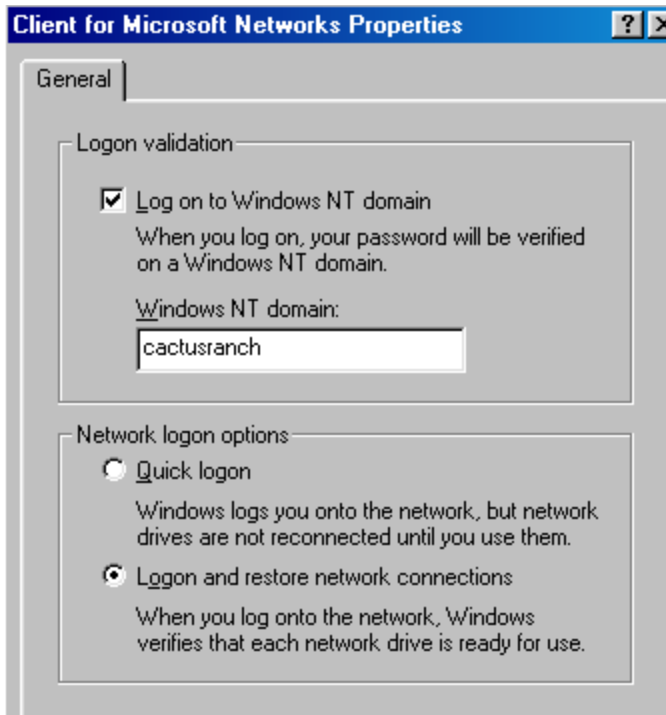 Client for Microsoft Networks Properties
General
Logon validation
Log on to Windows NT domain
When you log on, your password will be verified
on a Windows NT domain.
Windows NT domain:
cactusranch
Network logon options
Quick logon
Windows logs you onto the network, but network
drives are not reconnected until you use them.
Logon and restore network connections
When you log onto the network, Windows
verifies that each network drive is ready for use.